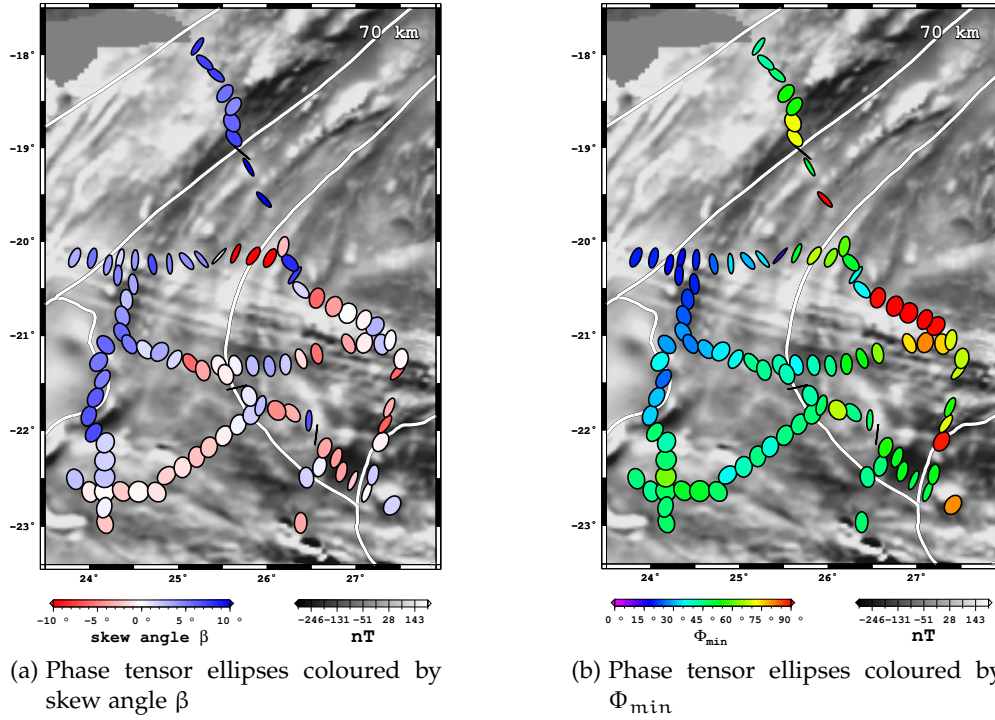 70 km
70 km
−18°
−19°
−20°
−21°
−22°
−23°
24°
25°
26°
27°
−18°
−19°
−20°
−21°
−22°
−23°
24°
25°
26°
27°
−10 ° −5 ° 0 ° 5 ° 10 °
skew angle β
−246−131−51 28 143
nT
0 ° 15 ° 30 ° 45 ° 60 ° 75 ° 90 °
Φmin
−246−131−51 28 143
nT
(a) Phase tensor ellipses coloured by
skew angle β
(b) Phase tensor ellipses coloured by
Φmin